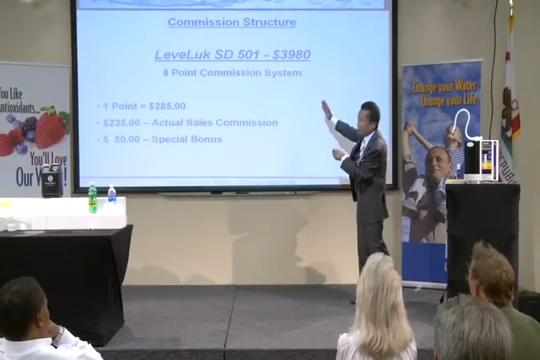 Commission Structure
LeveLuk SD 501 - $3980
8 Point Commission System
• 1 Point = $285.00
• $235.00 – Actual Sales Commission
• $ 50.00 – Special Bonus
You Like
Antioxidants...
You'll Love
Our W
Change your Water
Change your Life